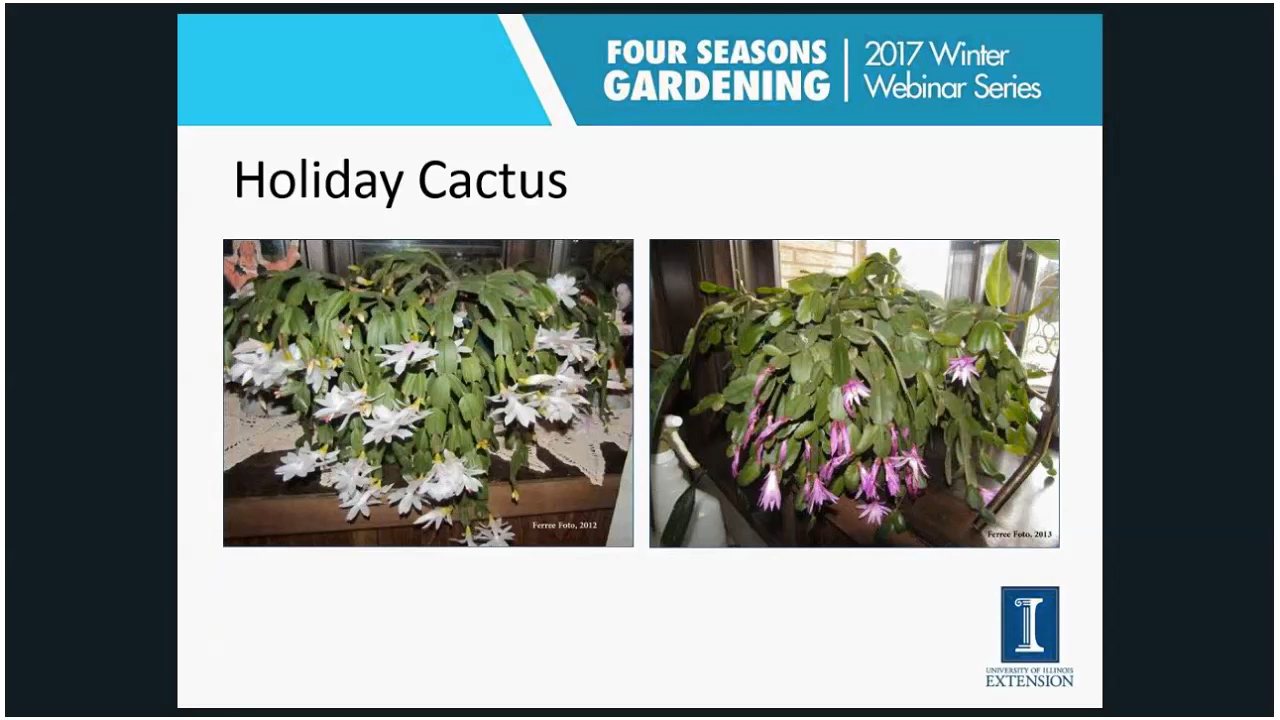 FOUR SEASONS
GARDENING
2017 Winter
Webinar Series
Holiday Cactus
Ferree Foto, 2012
Ferree Foto, 2013
I
UNIVERSITY OF ILLINOIS
EXTENSION